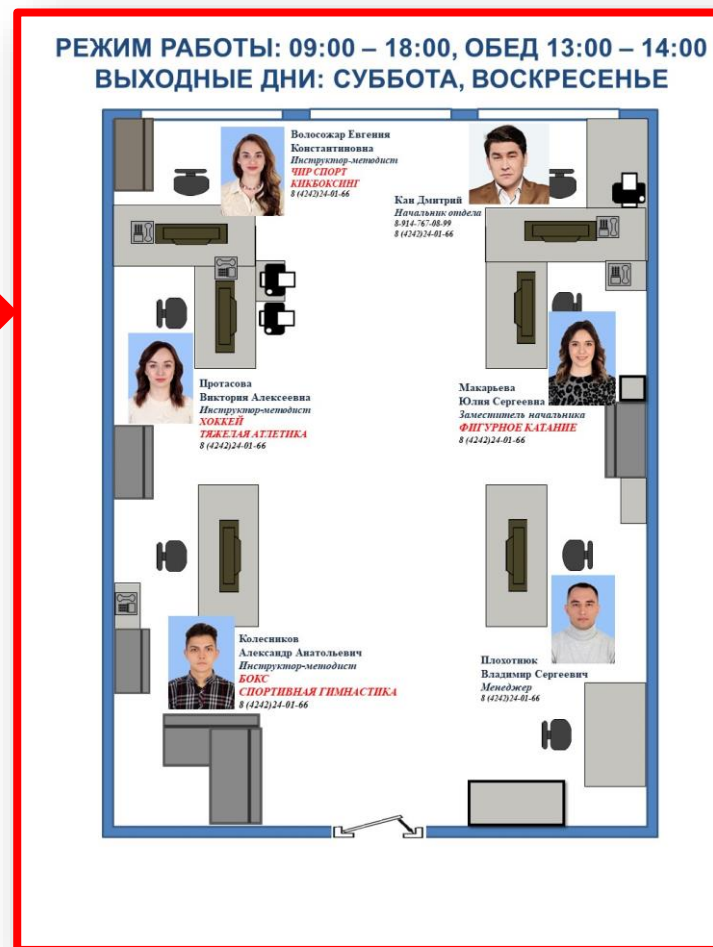 РЕЖИМ РАБОТЫ: 09:00 – 18:00, ОБЕД 13:00 – 14:00
ВЫХОДНЫЕ ДНИ: СУББОТА, ВОСКРЕСЕНЬЕ
Волосожар Евгения
Константиновна
Инструктор-методист
ЧИР СПОРТ
КИКБОКСИНГ
8 (4242)24-01-66
Кан Дмитрий
Начальник отдела
8-914-767-08-99
8 (4242)24-01-66
Протасова
Виктория Алексеевна
Инструктор-методист
ХОККЕЙ
ТЯЖЕЛАЯ АТЛЕТИКА
8 (4242)24-01-66
Макарьева
Юлия Сергеевна
Заместитель начальника
ФИГУРНОЕ КАТАНИЕ
8 (4242)24-01-66
Колесников
Александр Анатольевич
Инструктор-методист
БОКС
СПОРТИВНАЯ ГИМНАСТИКА
8 (4242)24-01-66
Плохотнюк
Владимир Сергеевич
Менеджер
8 (4242)24-01-66